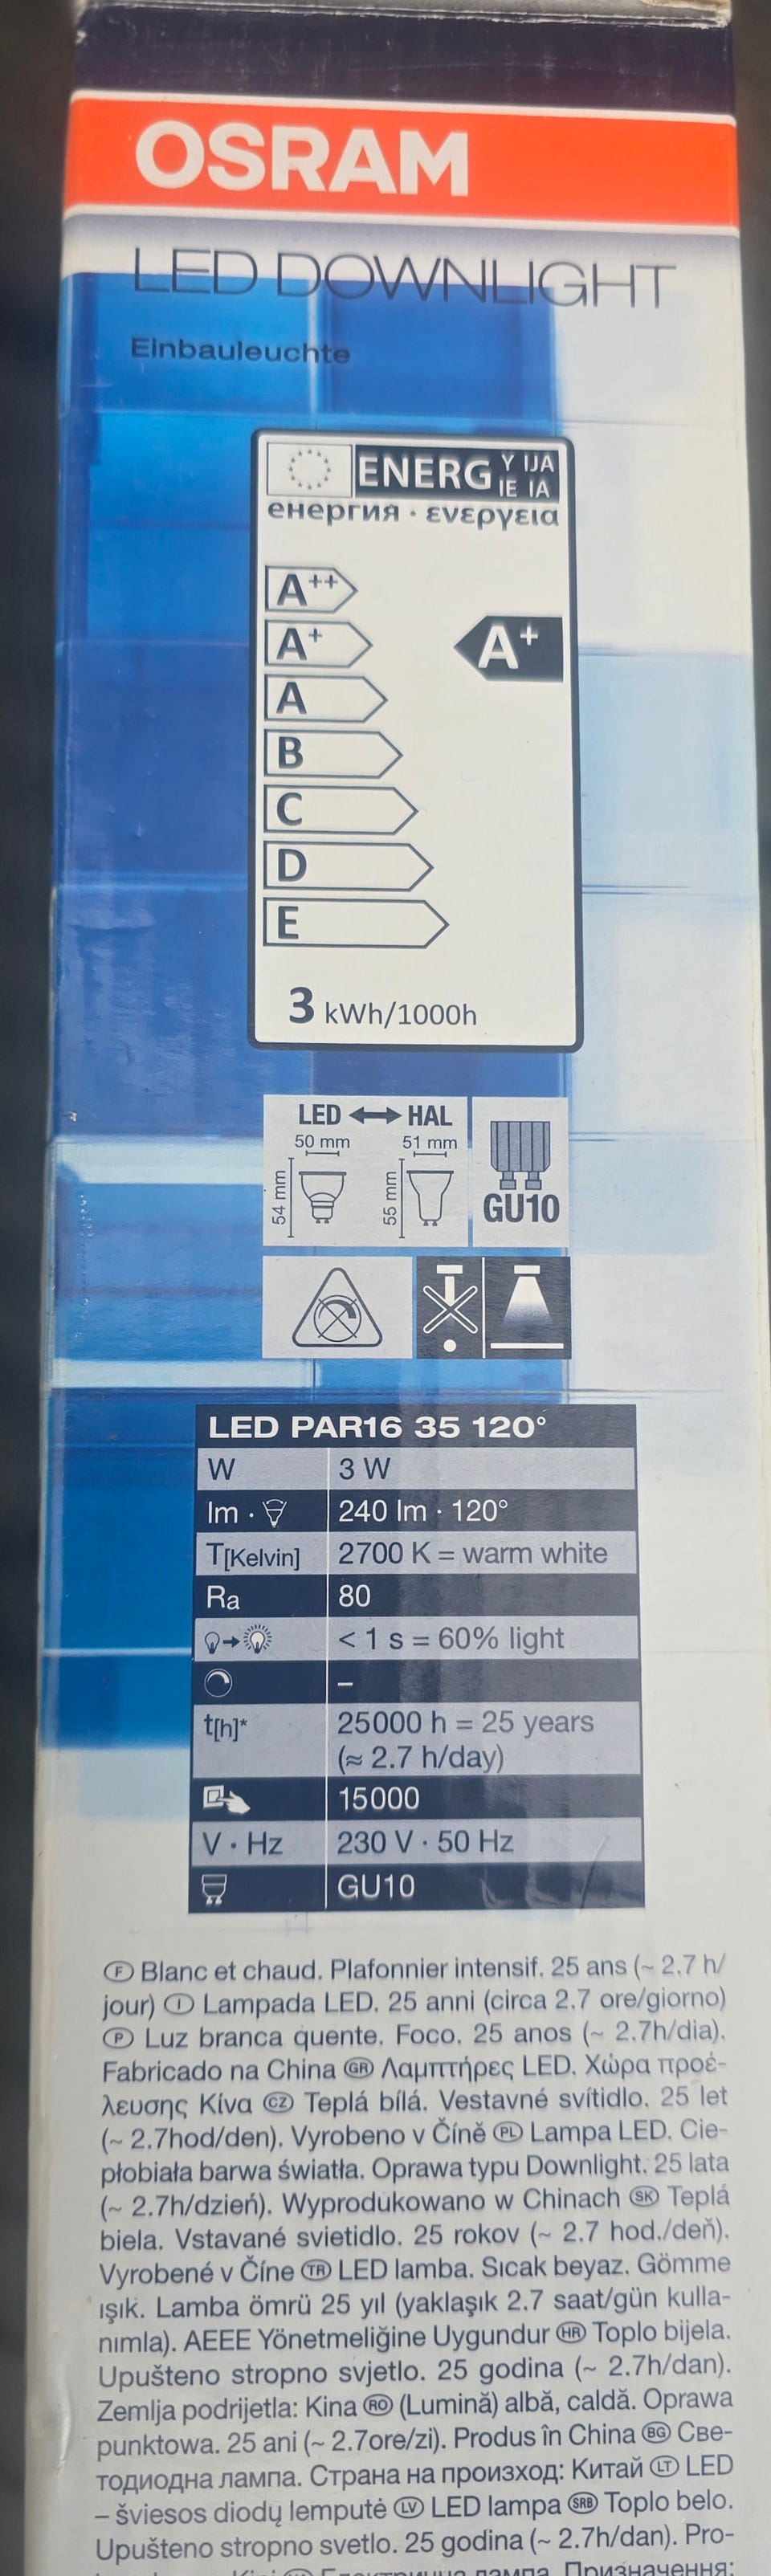 OSRAM
LED DOWNLIGHT
Einbauleuchte
ENERG Y IJA IE IA
енергия · ενεργεια
A++
A+
A+
A
B
C
D
E
3 kWh/1000h
LED HAL
50 mm 51 mm
54 mm 55 mm
GU10
LED PAR16 35 120°
W 3 W
lm · 240 lm · 120°
T[Kelvin] 2700 K = warm white
Ra 80
< 1 s = 60% light
–
t[h]* 25000 h = 25 years
(≈ 2.7 h/day)
15000
V · Hz 230 V · 50 Hz
GU10
Ⓕ Blanc et chaud. Plafonnier intensif. 25 ans (~ 2.7 h/
jour) Ⓘ Lampada LED. 25 anni (circa 2.7 ore/giorno)
Ⓟ Luz branca quente. Foco. 25 anos (~ 2.7h/dia).
Fabricado na China GR Λαμπτήρες LED. Χώρα προέ-
λευσης Κίνα CZ Teplá bílá. Vestavné svítidlo. 25 let
(~ 2.7hod/den). Vyrobeno v Číně PL Lampa LED. Cie-
płobiała barwa światła. Oprawa typu Downlight. 25 lata
(~ 2.7h/dzień). Wyprodukowano w Chinach SK Teplá
biela. Vstavané svietidlo. 25 rokov (~ 2.7 hod./deň).
Vyrobené v Číne TR LED lamba. Sıcak beyaz. Gömme
ışık. Lamba ömrü 25 yıl (yaklaşık 2.7 saat/gün kulla-
nımla). AEEE Yönetmeliğine Uygundur HR Toplo bijela.
Upušteno stropno svjetlo. 25 godina (~ 2.7h/dan).
Zemlja podrijetla: Kina RO (Lumină) albă, caldă. Oprawa
punktowa. 25 ani (~ 2.7ore/zi). Produs în China BG Све-
тодиодна лампа. Страна на произход: Китай LT LED
– šviesos diodų lemputė LV LED lampa SRB Toplo belo.
Upušteno stropno svetlo. 25 godina (~ 2.7h/dan). Pro-
Призначення: